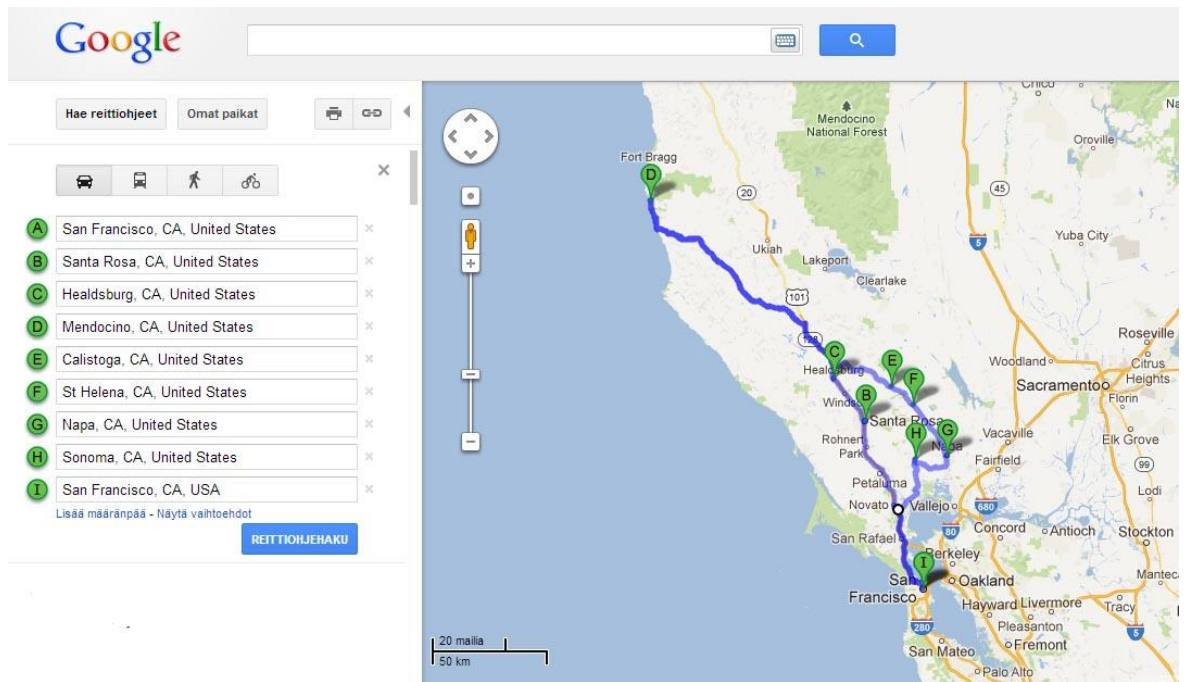 Google
Hae reittiohjeet
Omat paikat
A San Francisco, CA, United States
B Santa Rosa, CA, United States
C Healdsburg, CA, United States
D Mendocino, CA, United States
E Calistoga, CA, United States
F St Helena, CA, United States
G Napa, CA, United States
H Sonoma, CA, United States
I San Francisco, CA, USA
Lisää määränpää - Näytä vaihtoehdot
REITTIOHJEHAKU
Chico
Mendocino
National Forest
Oroville
Fort Bragg
D
20
45
5
Yuba City
Ukiah
Lakeport
Clearlake
101
128
Roseville
C
Healdsburg
E
F
Woodland
Citrus
Heights
Sacramento
Florin
Windsor
B
Santa Rosa
H
G
Napa
Vacaville
Elk Grove
Rohnert
Park
Fairfield
99
Petaluma
Lodi
Novato
Vallejo
680
Concord
Antioch
Stockton
San Rafael
80
Berkeley
I
San
Francisco
Oakland
Hayward
Livermore
Tracy
Manteca
280
Pleasanton
5
San Mateo
Fremont
Palo Alto
20 mailia
50 km